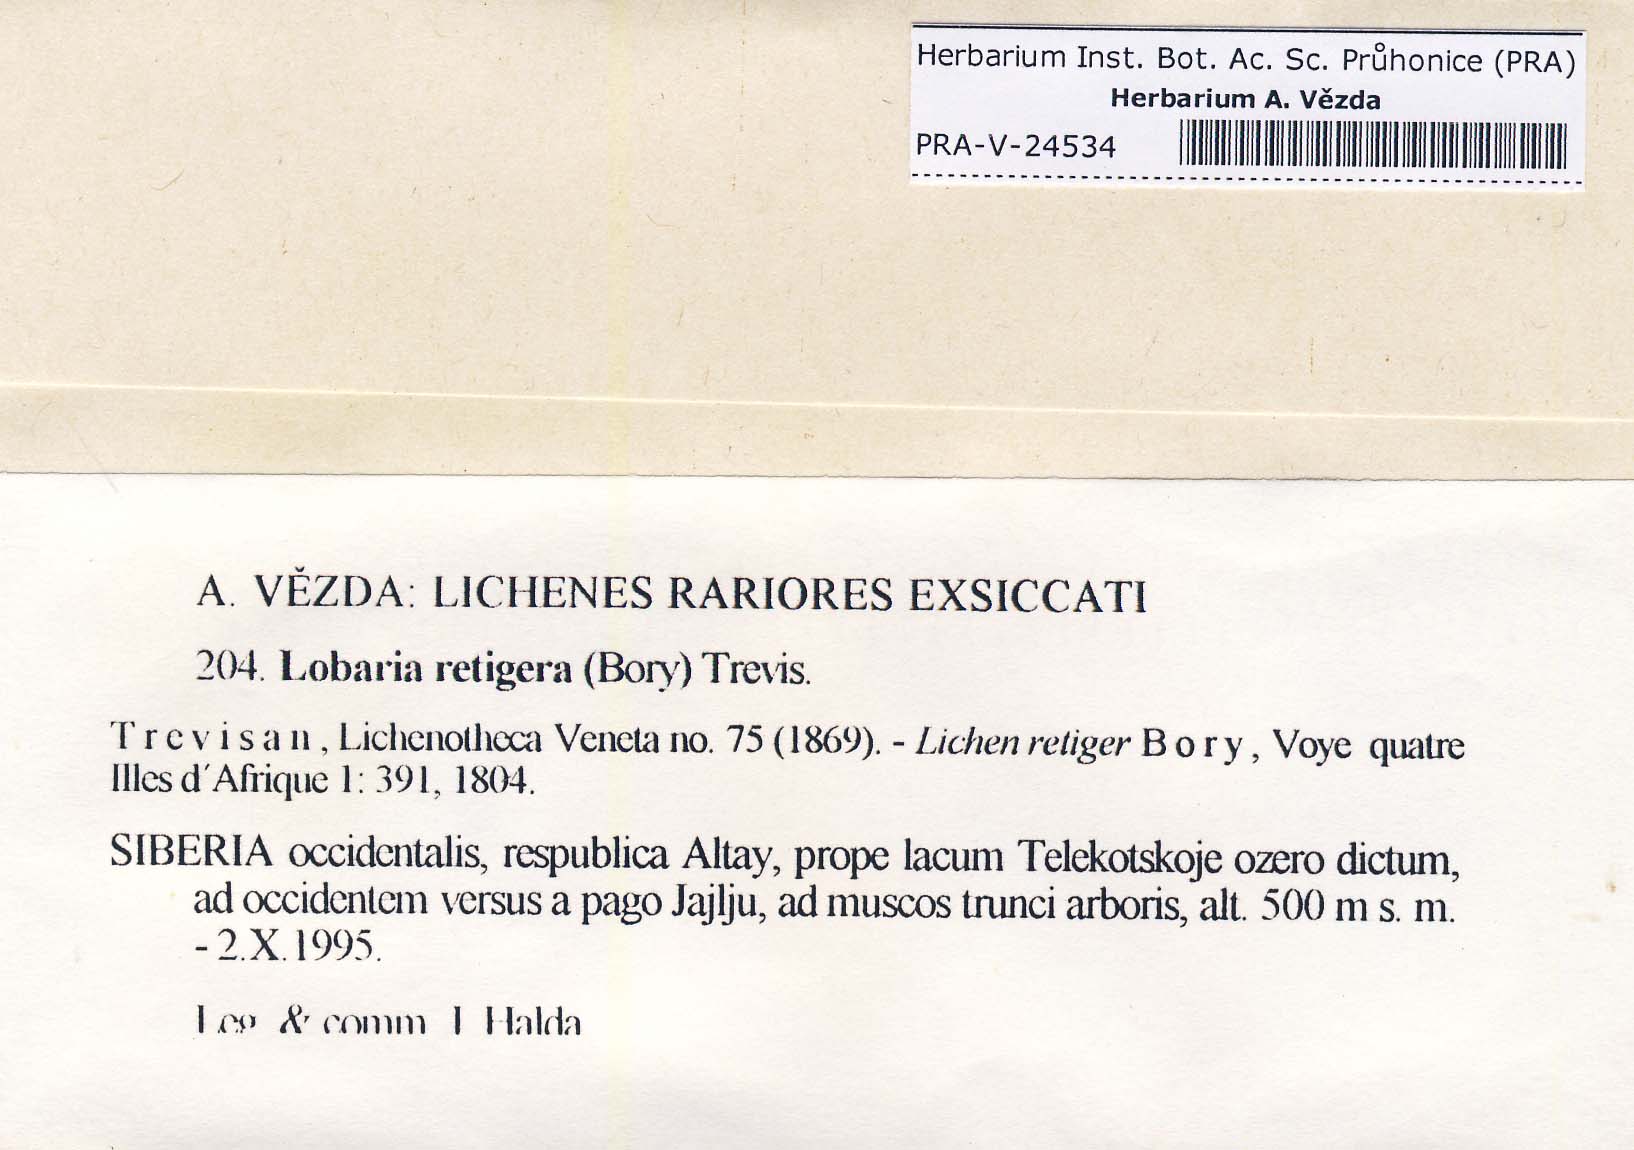 Herbarium Inst. Bot. Ac. Sc. Průhonice (PRA)
Herbarium A. Vězda
PRA-V-24534
A. VĚZDA: LICHENES RARIORES EXSICCATI
204. Lobaria retigera (Bory) Trevis.
Trevisan, Lichenotheca Veneta no. 75 (1869). - Lichen retiger Bory, Voye quatre
Illes d´Afrique 1: 391, 1804.
SIBERIA occidentalis, respublica Altay, prope lacum Telekotskoje ozero dictum,
ad occidentem versus a pago Jajlju, ad muscos trunci arboris, alt. 500 m s. m.
- 2.X.1995.
Leg & comm J Halda